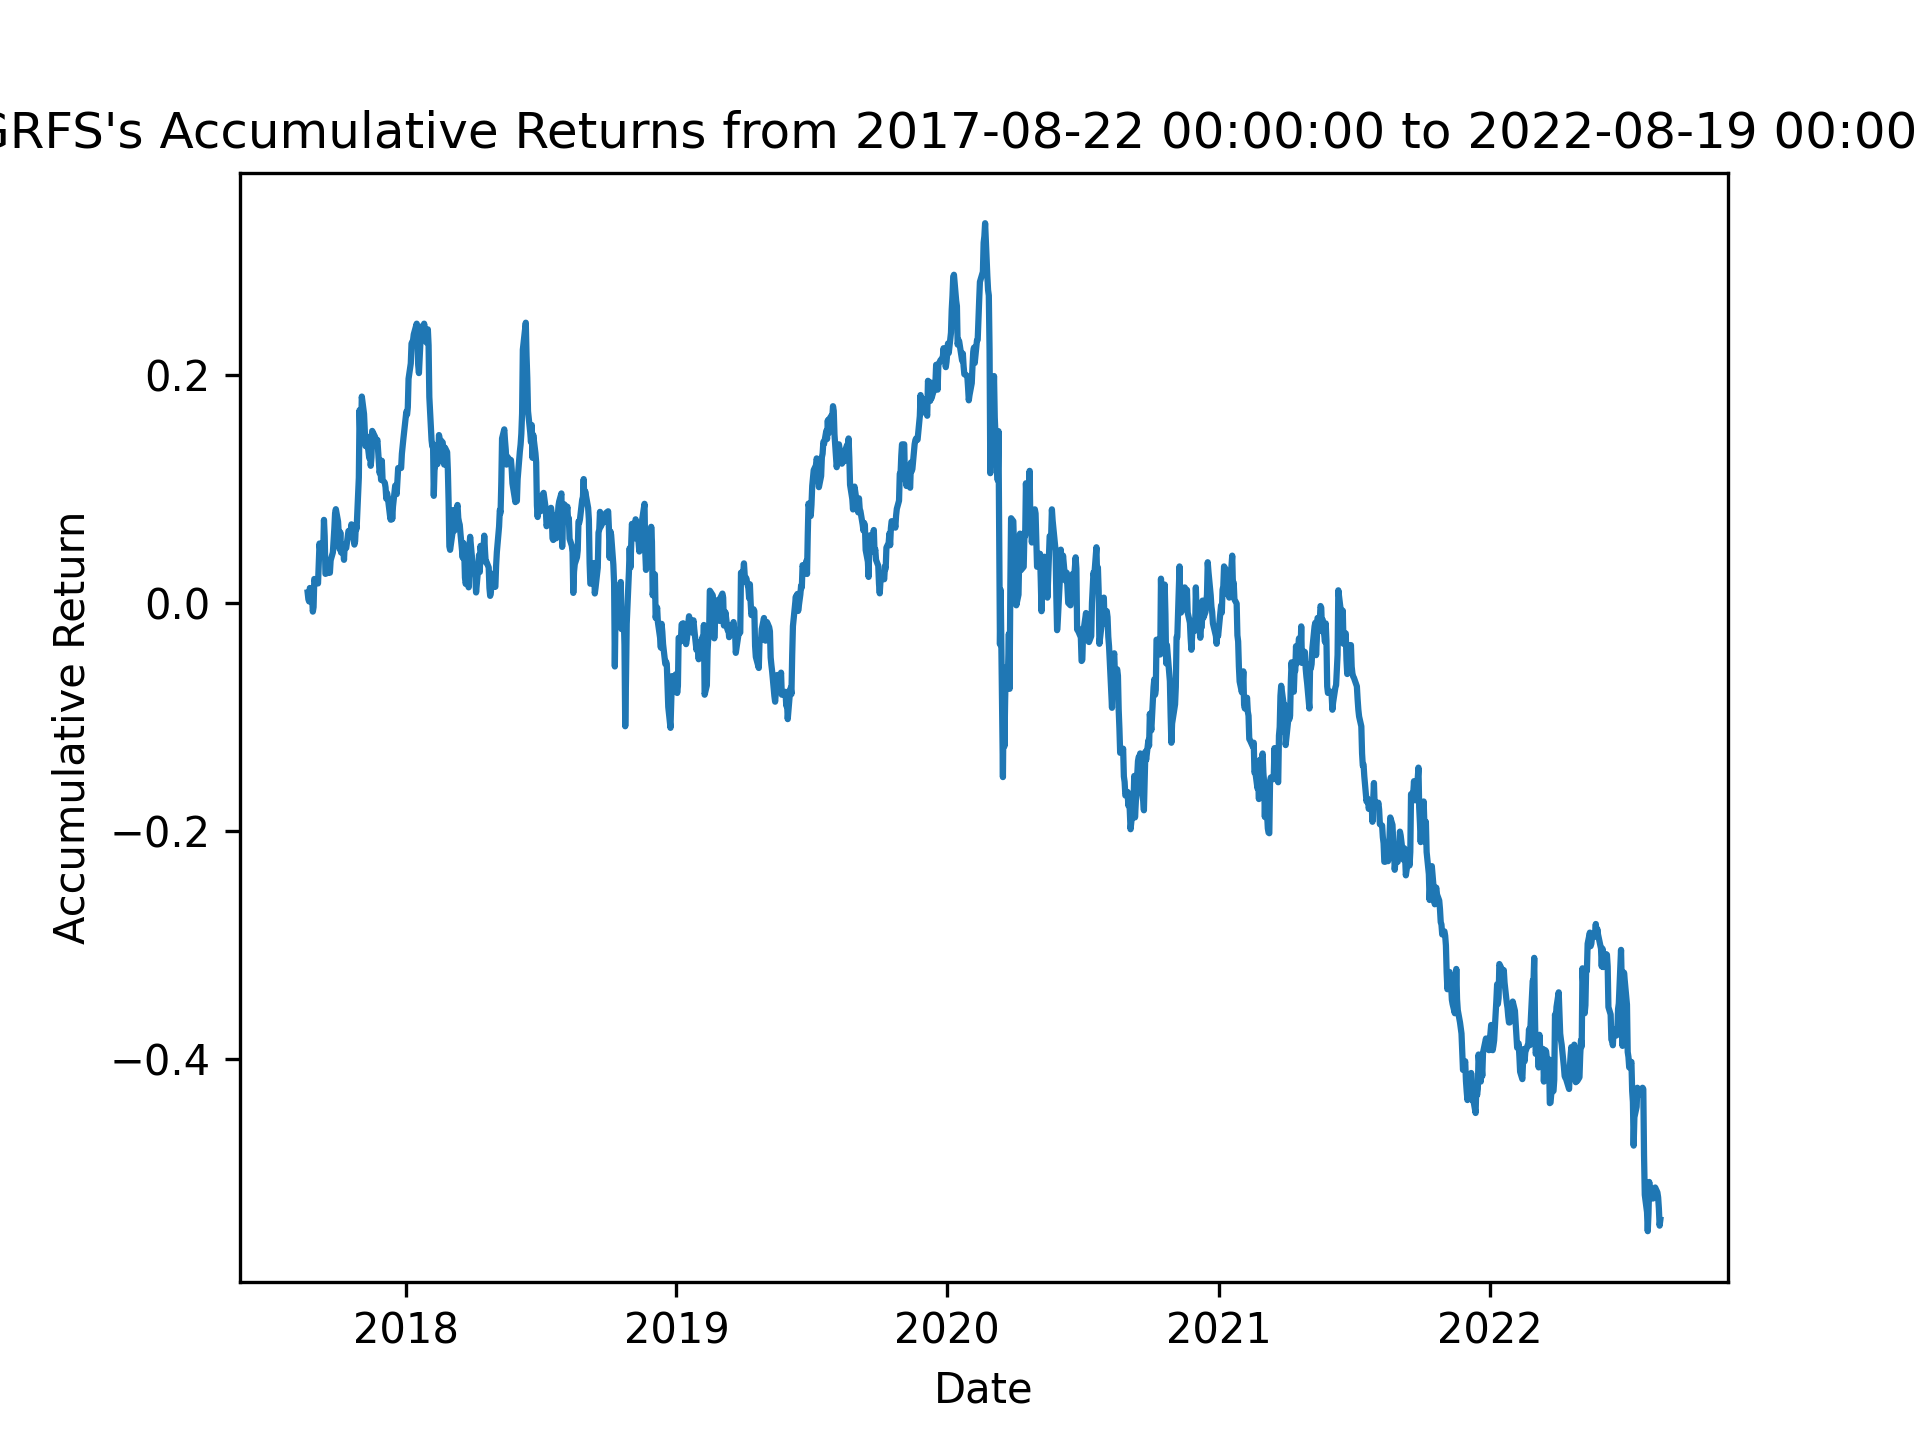 GRFS's Accumulative Returns from 2017-08-22 00:00:00 to 2022-08-19 00:00
Accumulative Return
0.2
0.0
−0.2
−0.4
2018 2019 2020 2021 2022
Date